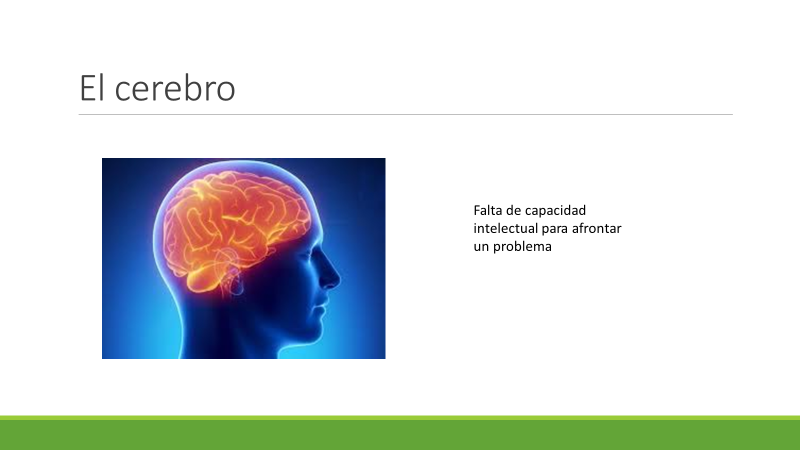 El cerebro
Falta de capacidad
intelectual para afrontar
un problema